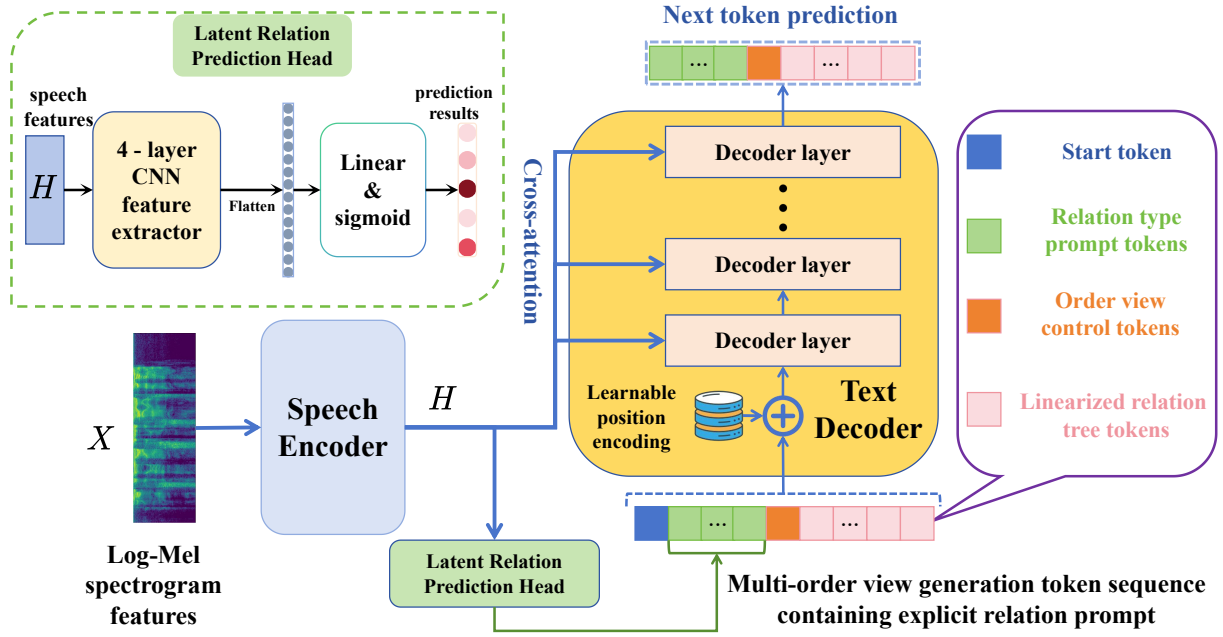 Latent Relation
Prediction Head
speech
features
H
4 - layer
CNN
feature
extractor
Flatten
Linear
&
sigmoid
prediction
results
X
Log-Mel
spectrogram
features
Speech
Encoder
H
Latent Relation
Prediction Head
Cross-attention
Next token prediction
...
...
Decoder layer
Decoder layer
Decoder layer
Learnable
position
encoding
Text
Decoder
...
...
Multi-order view generation token sequence
containing explicit relation prompt
Start token
Relation type
prompt tokens
Order view
control tokens
Linearized relation
tree tokens